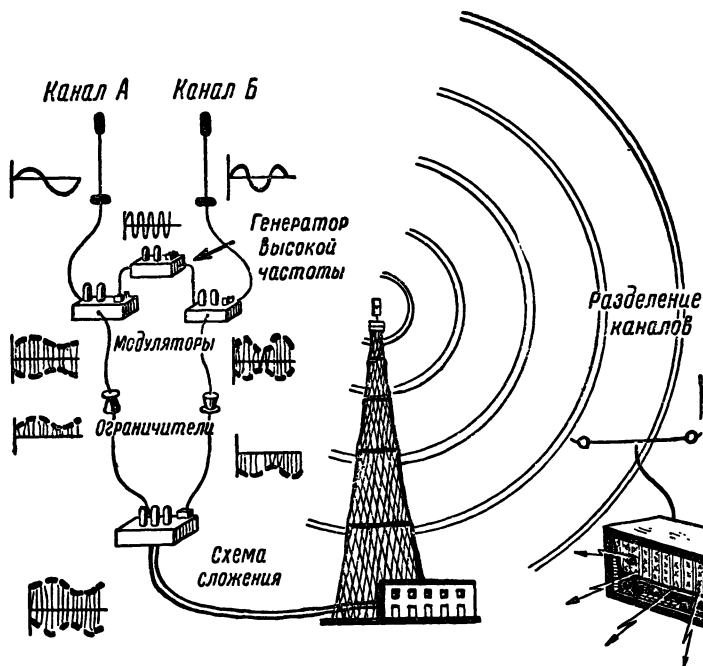 Канал А
Канал Б
Генератор
высокой
частоты
Модуляторы
Ограничители
Схема
сложения
Разделение
каналов